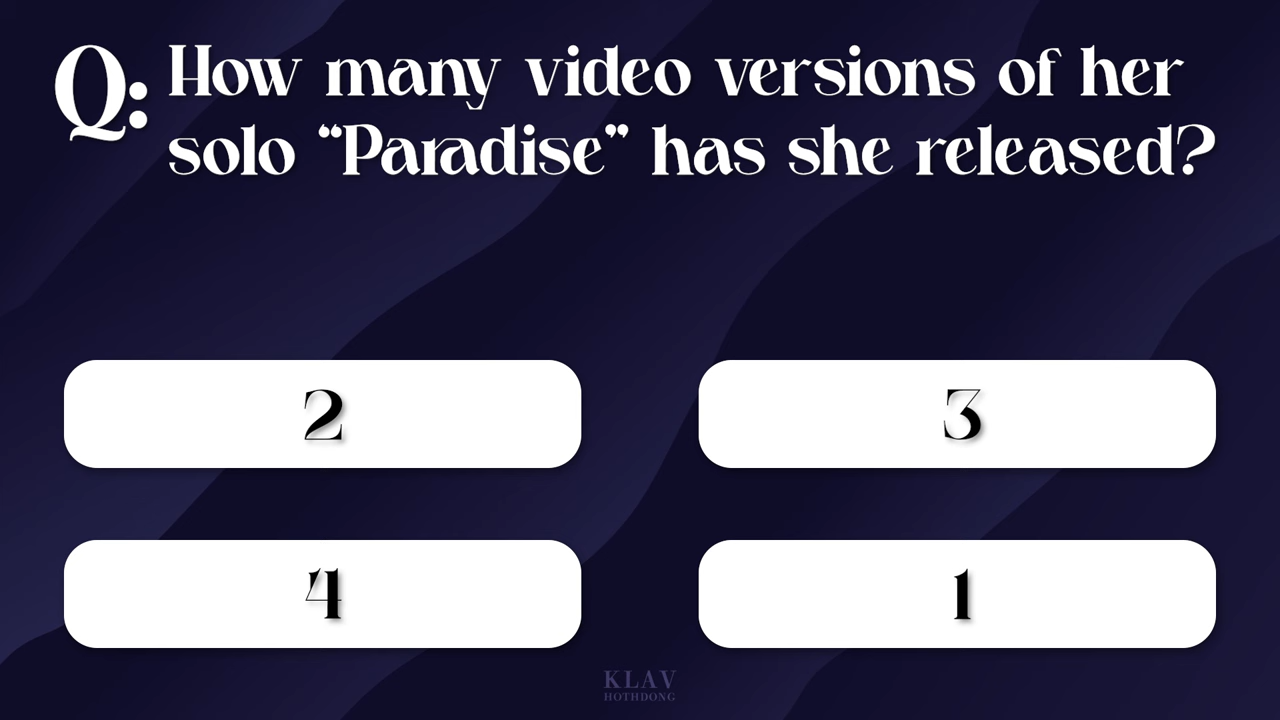 Q: How many video versions of her
solo “Paradise” has she released?
2
3
4
1
KLAV
HOTHDONG